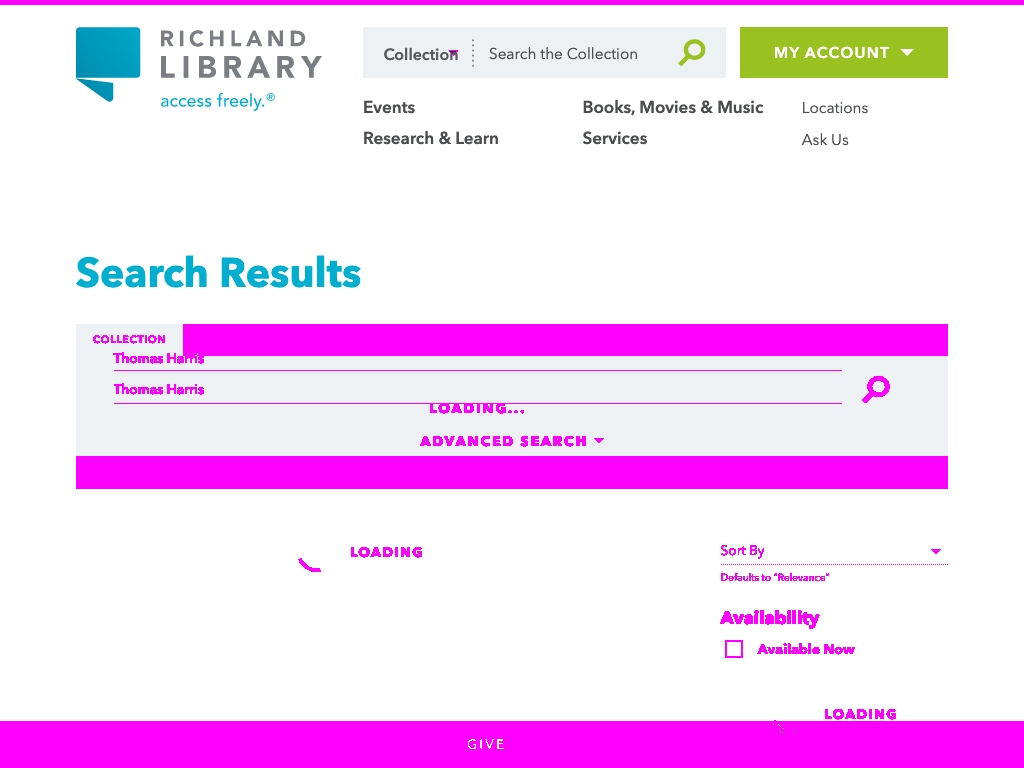 RICHLAND
LIBRARY
access freely.®
Collection
Search the Collection
MY ACCOUNT
Events
Books, Movies & Music
Locations
Research & Learn
Services
Ask Us
Search Results
COLLECTION
Thomas Harris
Thomas Harris
LOADING...
ADVANCED SEARCH
LOADING
Sort By
Defaults to "Relevance"
Availability
Available Now
LOADING
GIVE